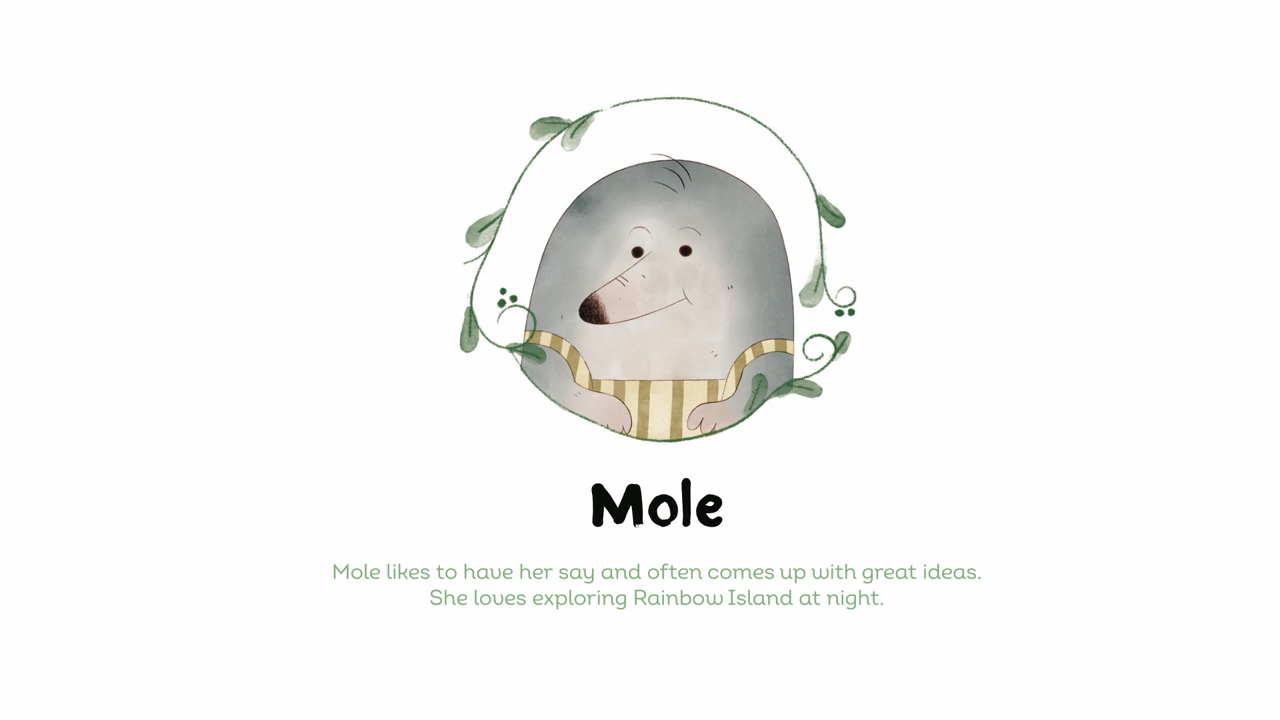 Mole
Mole likes to have her say and often comes up with great ideas.
She loves exploring Rainbow Island at night.